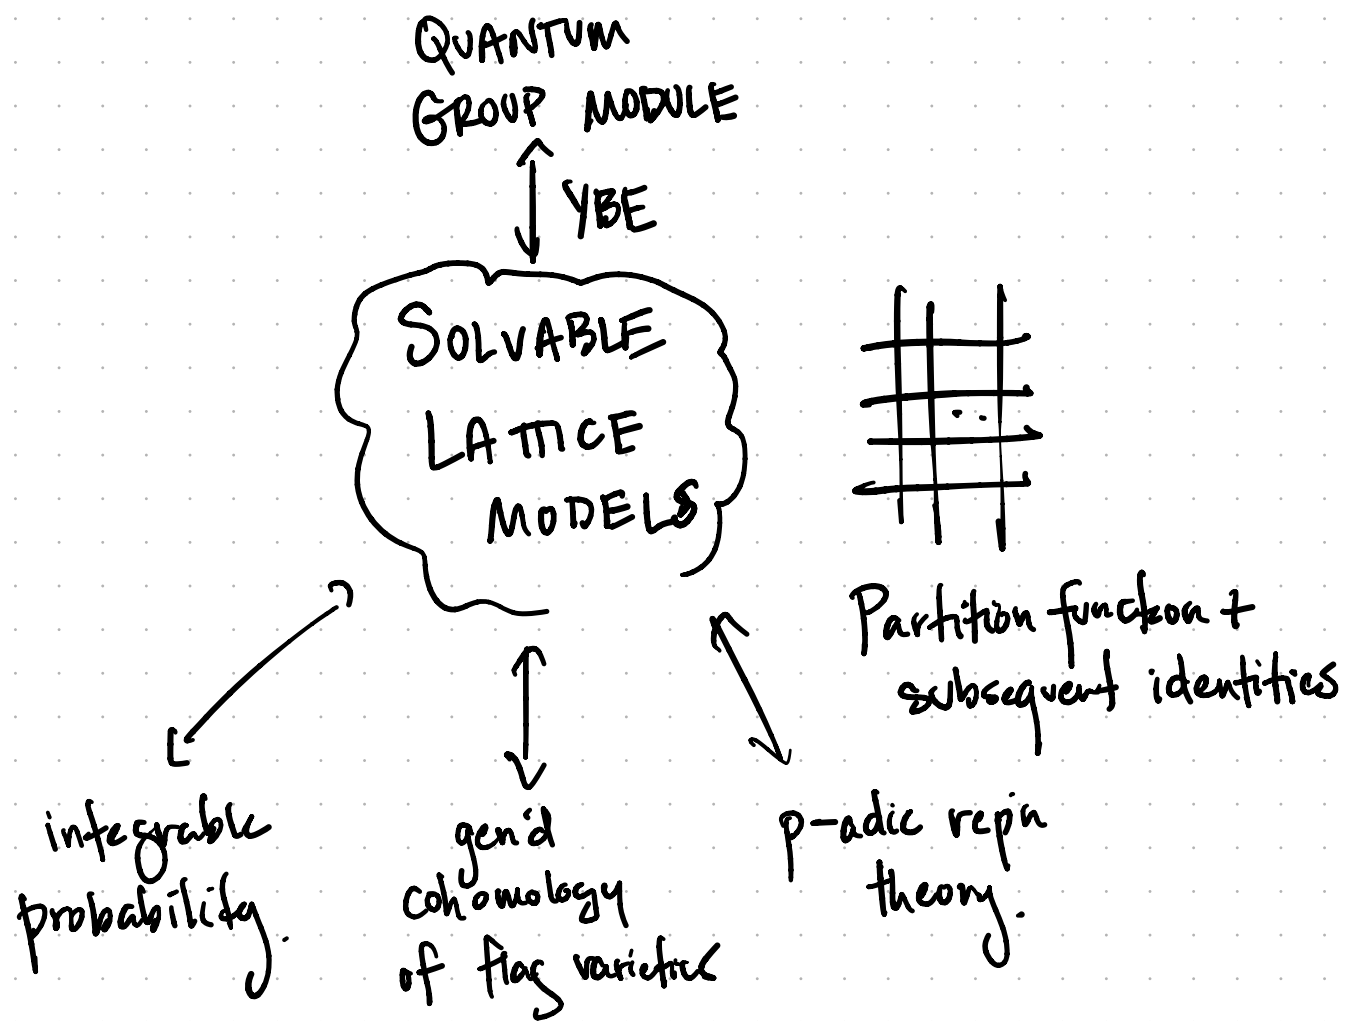 QUANTUM
GROUP MODULE
YBE
SOLVABLE
LATTICE
MODELS
Partition function +
subsequent identities
integrable
probability.
gen'd
cohomology
of flag varieties
p-adic repn
theory.